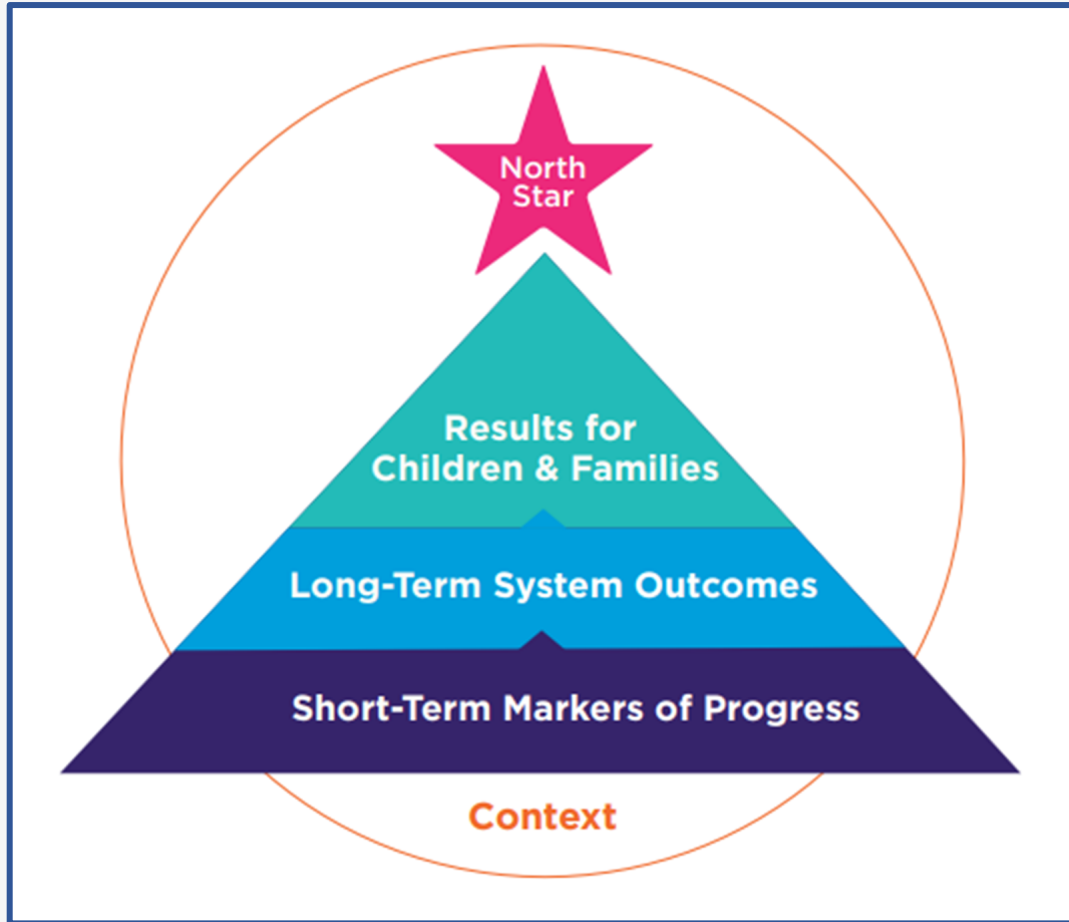 North
Star
Results for
Children & Families
Long-Term System Outcomes
Short-Term Markers of Progress
Context